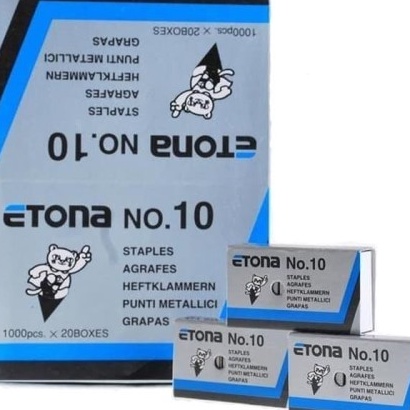 1000pcs. × 20BOXES
GRAPAS
PUNTI METALLICI
HEFTKLAMMERN
AGRAFES
STAPLES
ETONA NO.10
ETONA NO.10
STAPLES
AGRAFES
HEFTKLAMMERN
PUNTI METALLICI
GRAPAS
1000pcs. × 20BOXES
ETONA No.10
STAPLES
AGRAFES
HEFTKLAMMERN
PUNTI METALLICI
GRAPAS
ETONA No.10
STAPLES
AGRAFES
HEFTKLAMMERN
PUNTI METALLICI
GRAPAS
ETONA No.10
STAPLES
AGRAFES
HEFTKLAMMERN
PUNTI METALLICI
GRAPAS